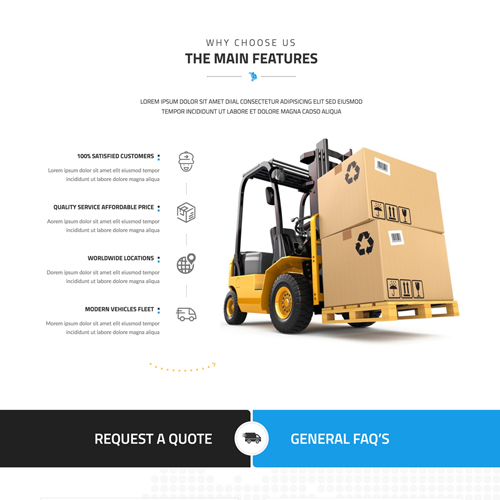 WHY CHOOSE US
THE MAIN FEATURES
LOREM IPSUM DOLOR SIT AMET DIIAL CONSECTETUR ADIPISICING ELIT SED EIUSMOD
TEMPOR INCIDIDUNT UT LABORE ET DOLORE MAGNA CADSO ALIQUA
100% SATISFIED CUSTOMERS
Lorem ipsum dolor sit amet elit eiusmod tempor
incididunt ut labore dolore magna aliqua
QUALITY SERVICE AFFORDABLE PRICE
Aorem ipsum dolor sit amet elit eiusmod tempor
incididunt ut labore dolore magna aliqua
WORLDWIDE LOCATIONS
Dorem ipsum dolor sit amet elit eiusmod tempor
incididunt ut labore dolore magna aliqua
MODERN VEHICLES FLEET
Morem ipsum dolor sit amet elit eiusmod tempor
incididunt ut labore dolore magna aliqua
REQUEST A QUOTE
GENERAL FAQ'S